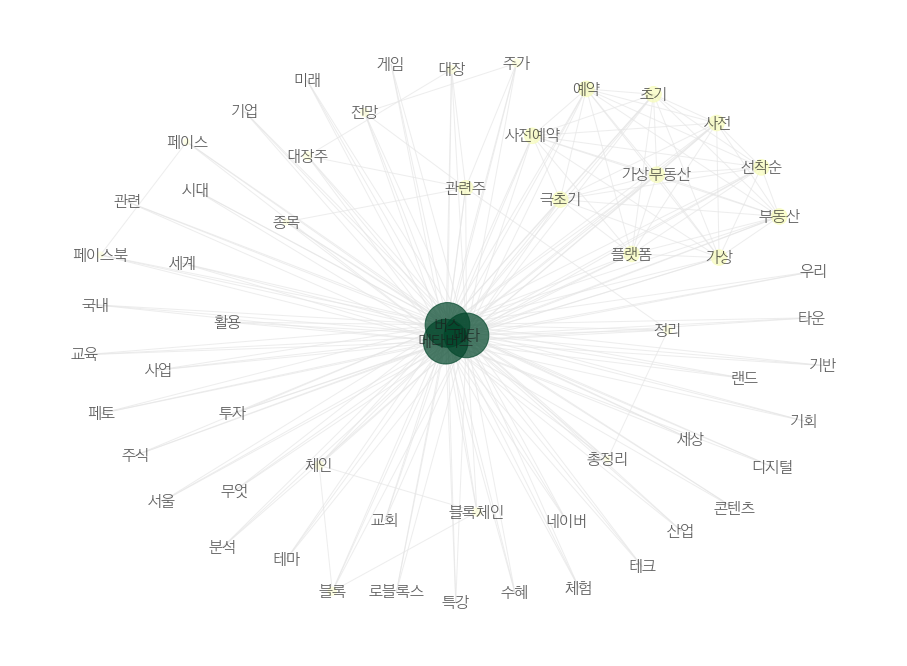 게임
대장
주가
미래
예약
초기
기업
전망
사전
페이스
사전예약
대장주
선착순
가상부동산
시대
관련주
관련
극초기
종목
부동산
페이스북
플랫폼
가상
세계
우리
국내
활용
타운
정리
메타버스
교육
사업
기반
랜드
페토
투자
기회
세상
주식
체인
총정리
디지털
서울
무엇
블록체인
콘텐츠
교회
네이버
산업
분석
테마
테크
블록
로블록스
특강
수혜
체험